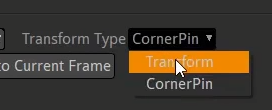 Transform Type CornerPin
Transform
to Current Frame
CornerPin